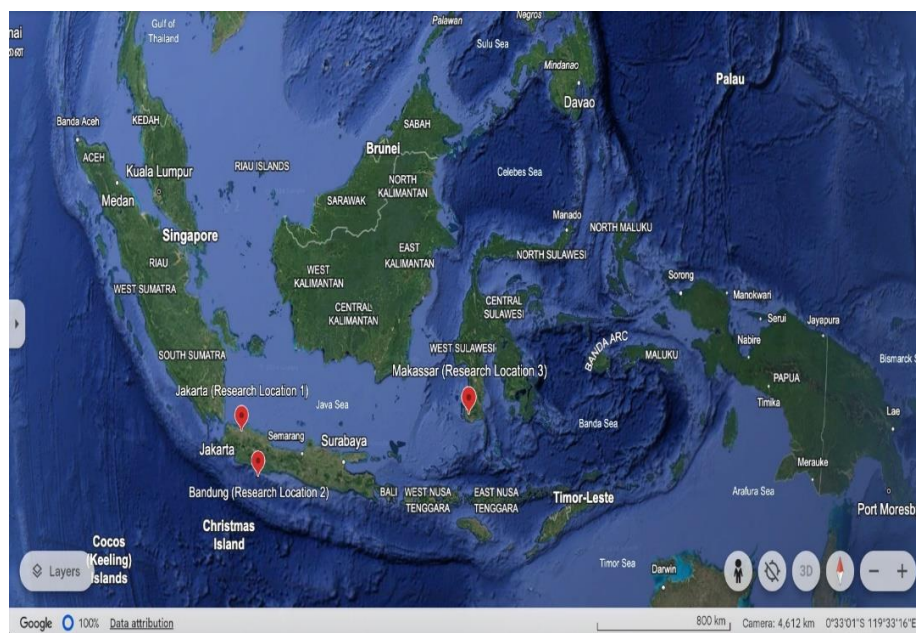 Gulf of
Thailand
Palawan
Negros
Sulu Sea
Mindanao
Davao
Palau
Banda Aceh
KEDAH
SABAH
ACEH
Brunei
Kuala Lumpur
RIAU ISLANDS
NORTH
KALIMANTAN
Celebes Sea
Medan
SARAWAK
Singapore
Manado
NORTH MALUKU
RIAU
EAST
KALIMANTAN
NORTH SULAWESI
WEST
KALIMANTAN
WEST SUMATRA
Sorong
Manokwari
CENTRAL
KALIMANTAN
CENTRAL
SULAWESI
Serui
Jayapura
SOUTH SUMATRA
WEST SULAWESI
BANDA ARC
MALUKU
Nabire
Bismarck S
Makassar (Research Location 3)
PAPUA
Jakarta (Research Location 1)
Java Sea
Timika
Lae
Banda Sea
Semarang
Surabaya
Jakarta
Merauke
Bandung (Research Location 2)
BALI
WEST NUSA
TENGGARA
EAST NUSA
TENGGARA
Timor-Leste
Arafura Sea
Port Moresb
Christmas
Island
Cocos
(Keeling)
Islands
Timor Sea
Darwin
Layers
3D
Google
100%
Data attribution
800 km
Camera: 4,612 km
0°33'01"S 119°33'16"E